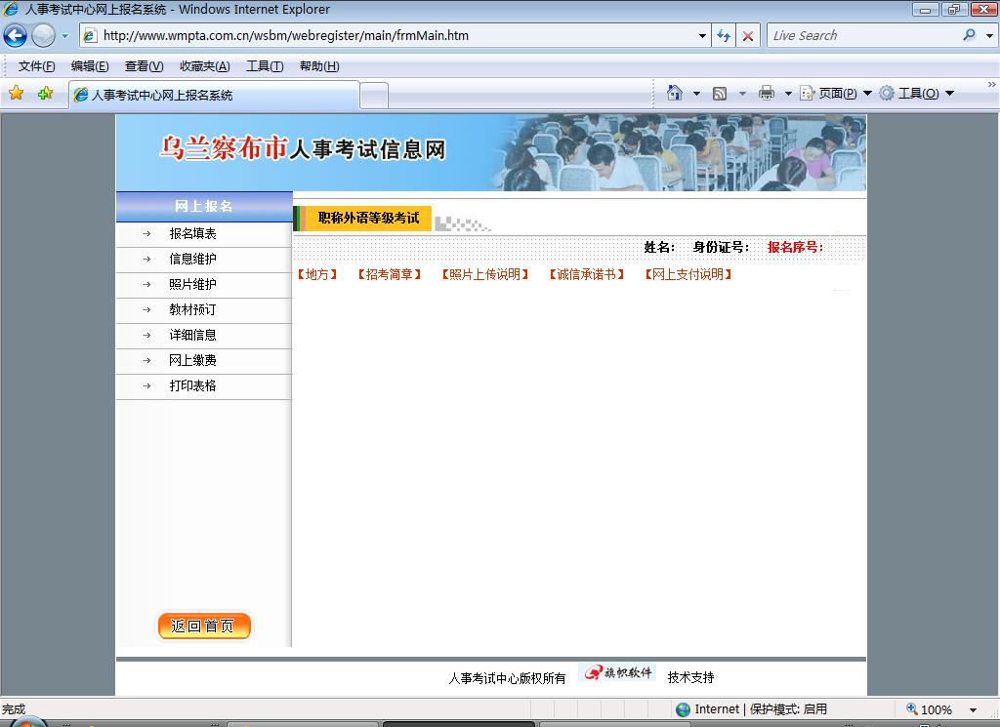 人事考试中心网上报名系统 - Windows Internet Explorer
http://www.wmpta.com.cn/wsbm/webregister/main/frmMain.htm
Live Search
文件(F) 编辑(E) 查看(V) 收藏夹(A) 工具(T) 帮助(H)
人事考试中心网上报名系统
页面(P) 工具(O)
乌兰察布市人事考试信息网
网上报名
报名填表
信息维护
照片维护
教材预订
详细信息
网上缴费
打印表格
返回首页
职称外语等级考试
姓名: 身份证号: 报名序号:
【地方】 【招考简章】 【照片上传说明】 【诚信承诺书】 【网上支付说明】
人事考试中心版权所有 旗帜软件 技术支持
完成
Internet | 保护模式: 启用
100%